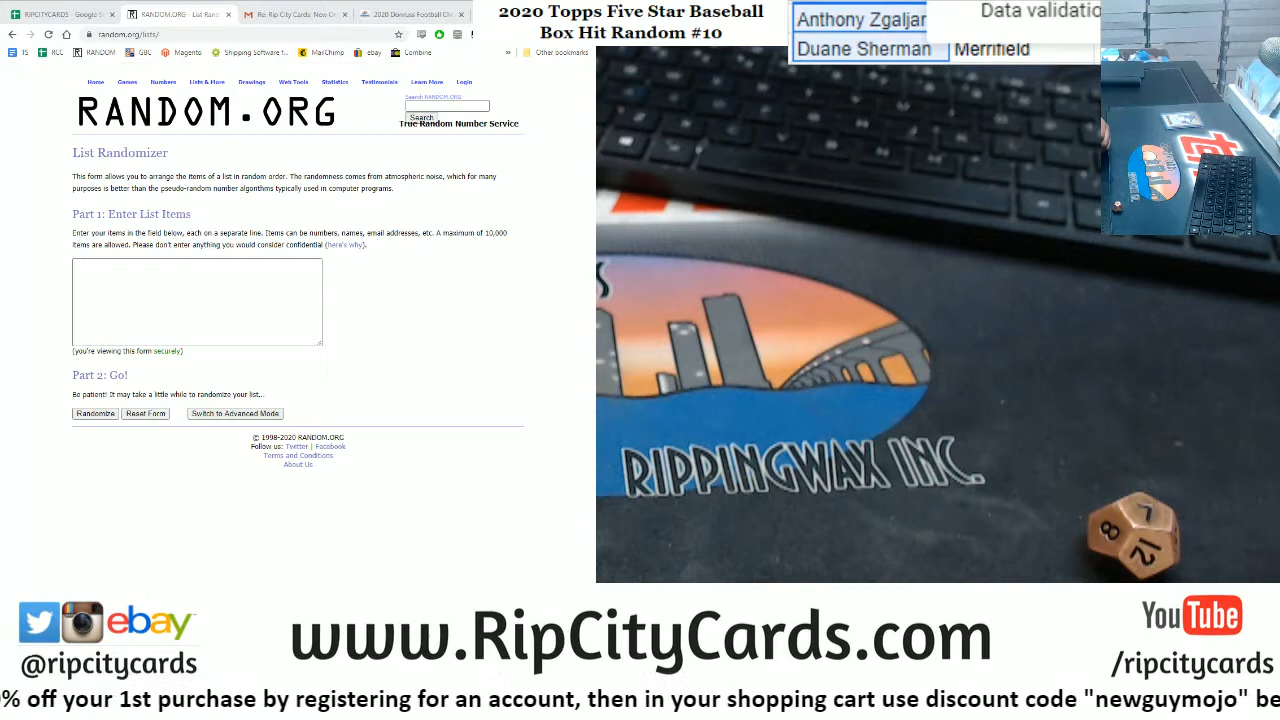 RIPCITYCARDS - Google S
RANDOM.ORG - List Rand
Re: Rip City Cards: New O
2020 Donruss Football Che
random.org/lists/
TS RCC RANDOM GBC Magento Shipping Software f... MailChimp ebay Combine » Other bookmarks
Home Games Numbers Lists & More Drawings Web Tools Statistics Testimonials Learn More Login
RANDOM.ORG
Search RANDOM.ORG
Search
True Random Number Service
List Randomizer
This form allows you to arrange the items of a list in random order. The randomness comes from atmospheric noise, which for many
purposes is better than the pseudo-random number algorithms typically used in computer programs.
Part 1: Enter List Items
Enter your items in the field below, each on a separate line. Items can be numbers, names, email addresses, etc. A maximum of 10,000
items are allowed. Please don't enter anything you would consider confidential (here's why).
(you're viewing this form securely)
Part 2: Go!
Be patient! It may take a little while to randomize your list...
Randomize Reset Form Switch to Advanced Mode
© 1998-2020 RANDOM.ORG
Follow us: Twitter | Facebook
Terms and Conditions
About Us
2020 Topps Five Star Baseball
Box Hit Random #10
Anthony Zgaljar
Data validatio
Duane Sherman Merrifield
S
RIPPINGWAX INC.
7
8
12
ebay
@ripcitycards
www.RipCityCards.com
YouTube
/ripcitycards
0% off your 1st purchase by registering for an account, then in your shopping cart use discount code "newguymojo" be